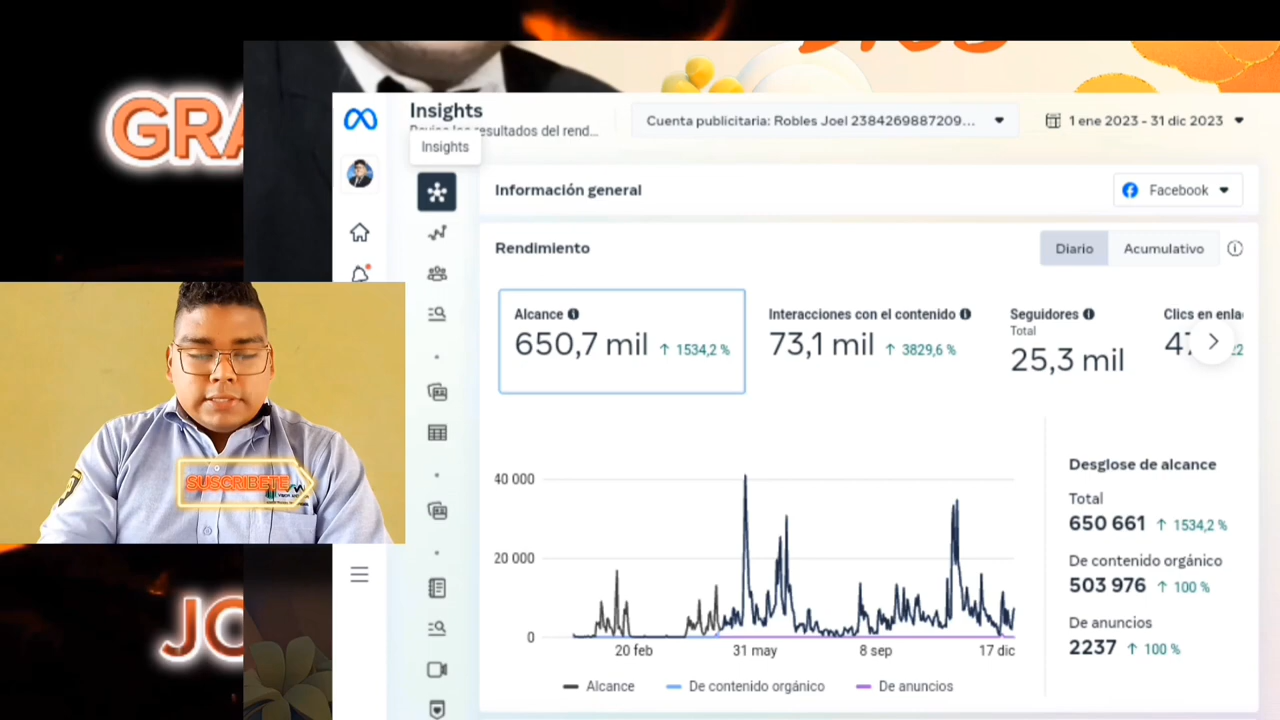 GRA
JO
SUSCRIBETE
Insights
Insights
Cuenta publicitaria: Robles Joel 2384269887209...
1 ene 2023 - 31 dic 2023
Información general
Facebook
Rendimiento
Diario
Acumulativo
Alcance
650,7 mil ↑ 1534,2 %
Interacciones con el contenido
73,1 mil ↑ 3829,6 %
Seguidores
Total
25,3 mil
Clics en enla
40 000
20 000
0
20 feb
31 may
8 sep
17 dic
Alcance
De contenido orgánico
De anuncios
Desglose de alcance
Total
650 661 ↑ 1534,2 %
De contenido orgánico
503 976 ↑ 100 %
De anuncios
2237 ↑ 100 %